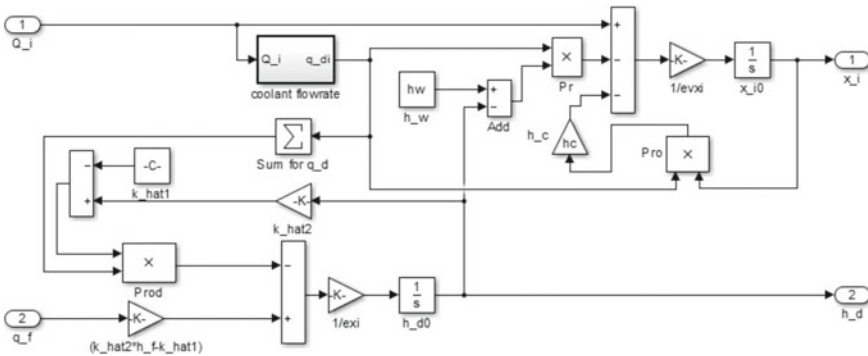 1
Q_i
Q_i q_di
coolant flowrate
hw
h_w
+
−
Add
×
Pr
+
−
−
-K-
1/evxi
1
s
x_i0
1
x_i
h_c
hc
Pro
×
Σ
Sum for q_d
−
+
-C-
k_hat1
-K-
k_hat2
×
Prod
−
+
-K-
1/exi
1
s
h_d0
2
h_d
2
q_f
-K-
(k_hat2*h_f-k_hat1)